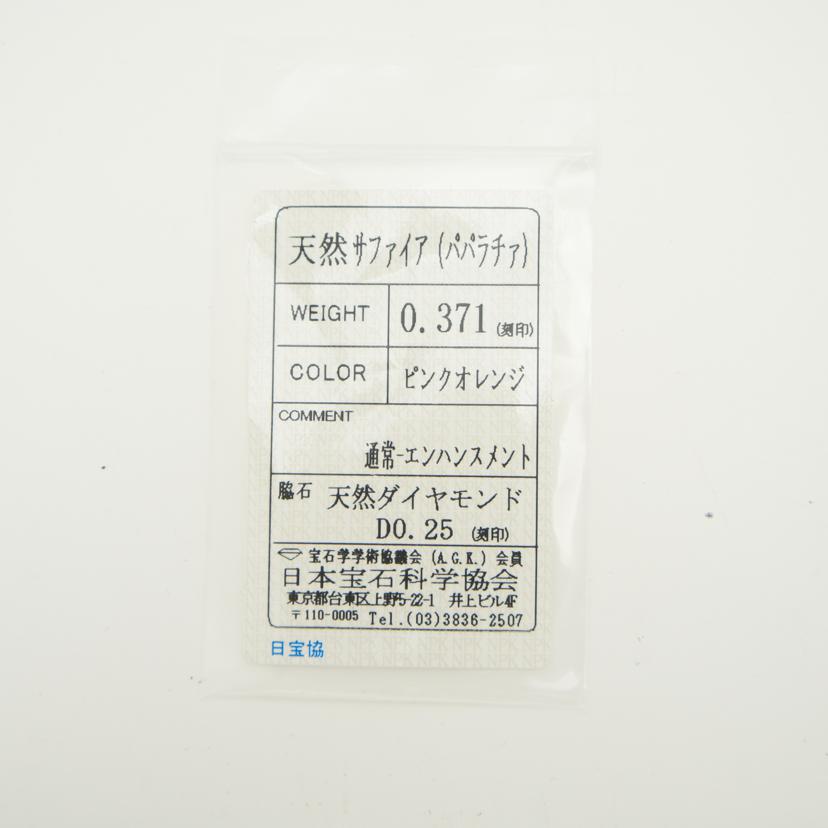 天然サファイア(パパラチァ)
WEIGHT 0.371 (刻印)
COLOR ピンクオレンジ
COMMENT
通常-エンハンスメント
脇石 天然ダイヤモンド
D0.25 (刻印)
宝石学学術協議会(A.G.K.)会員
日本宝石科学協会
東京都台東区上野5-22-1 井上ビル4F
〒110-0005 Tel.(03)3836-2507
日宝協